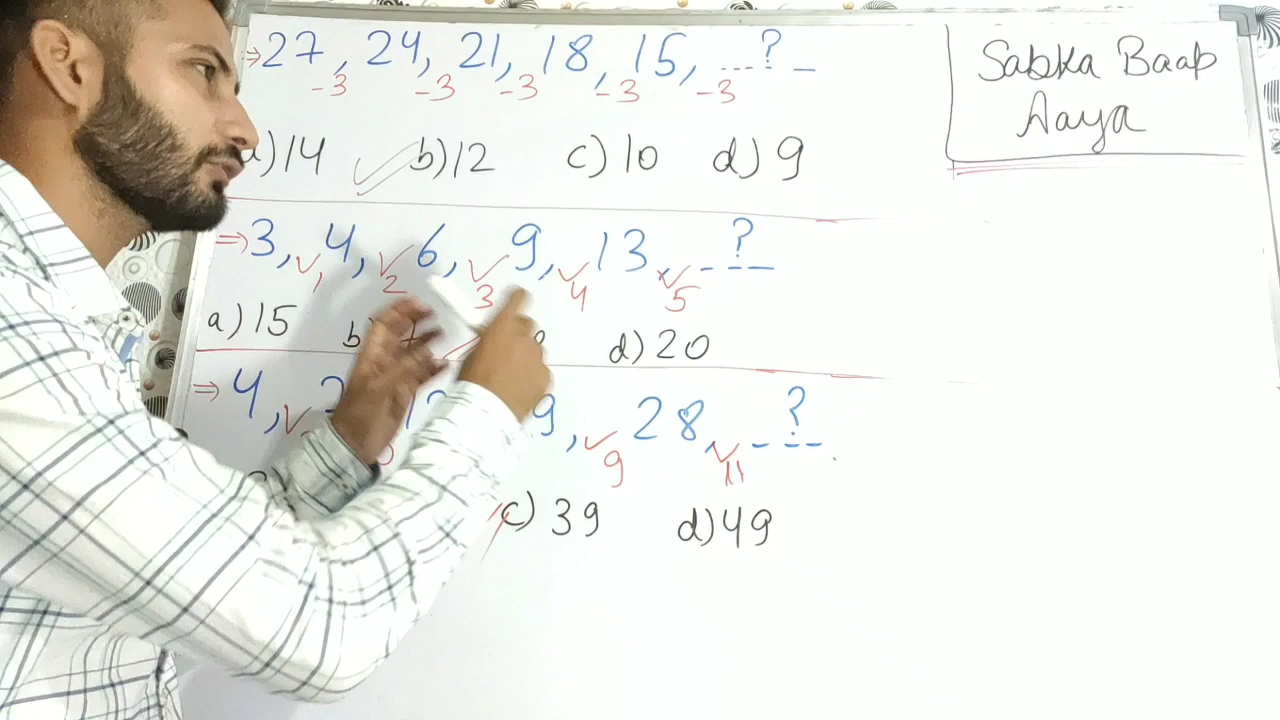 ⇒27, 24, 21, 18, 15, ---?-
-3 -3 -3 -3 -3
a)14 b)12 c)10 d)9
⇒3, 4, 6, 9, 13, -?--
1 2 3 4 5
a)15 d)20
⇒4, 28, -?--
9 11
c)39 d)49
Sabka Baap
Aaya